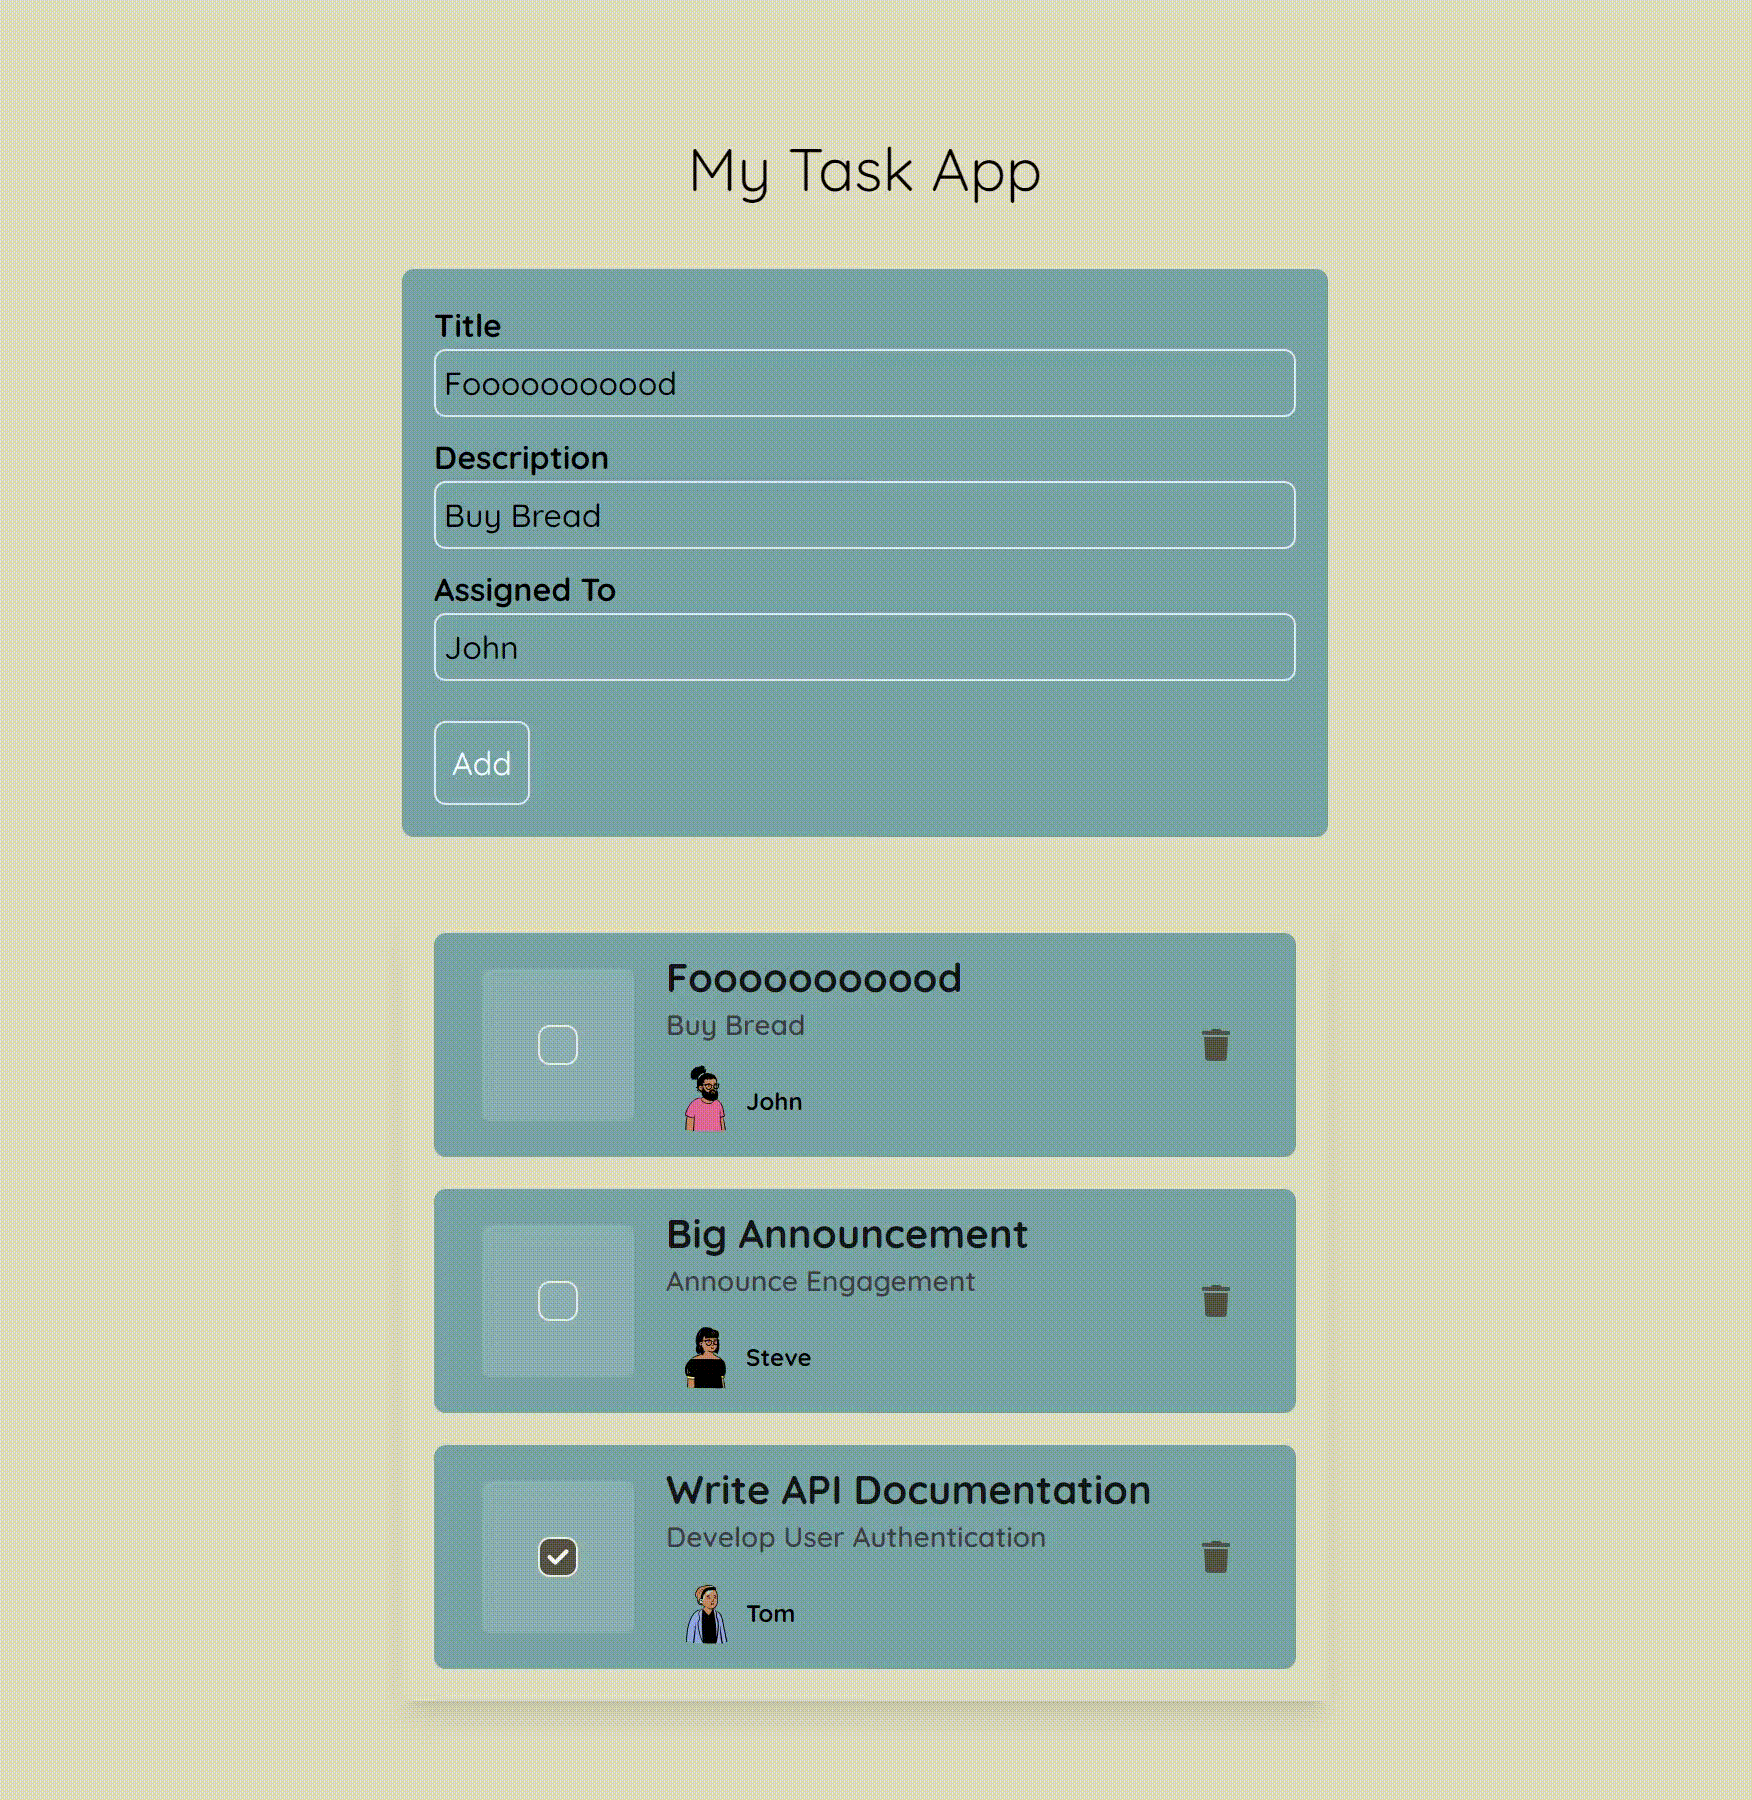 My Task App
Title
Fooooooooood
Description
Buy Bread
Assigned To
John
Add
Fooooooooood
Buy Bread
John
Big Announcement
Announce Engagement
Steve
Write API Documentation
Develop User Authentication
Tom